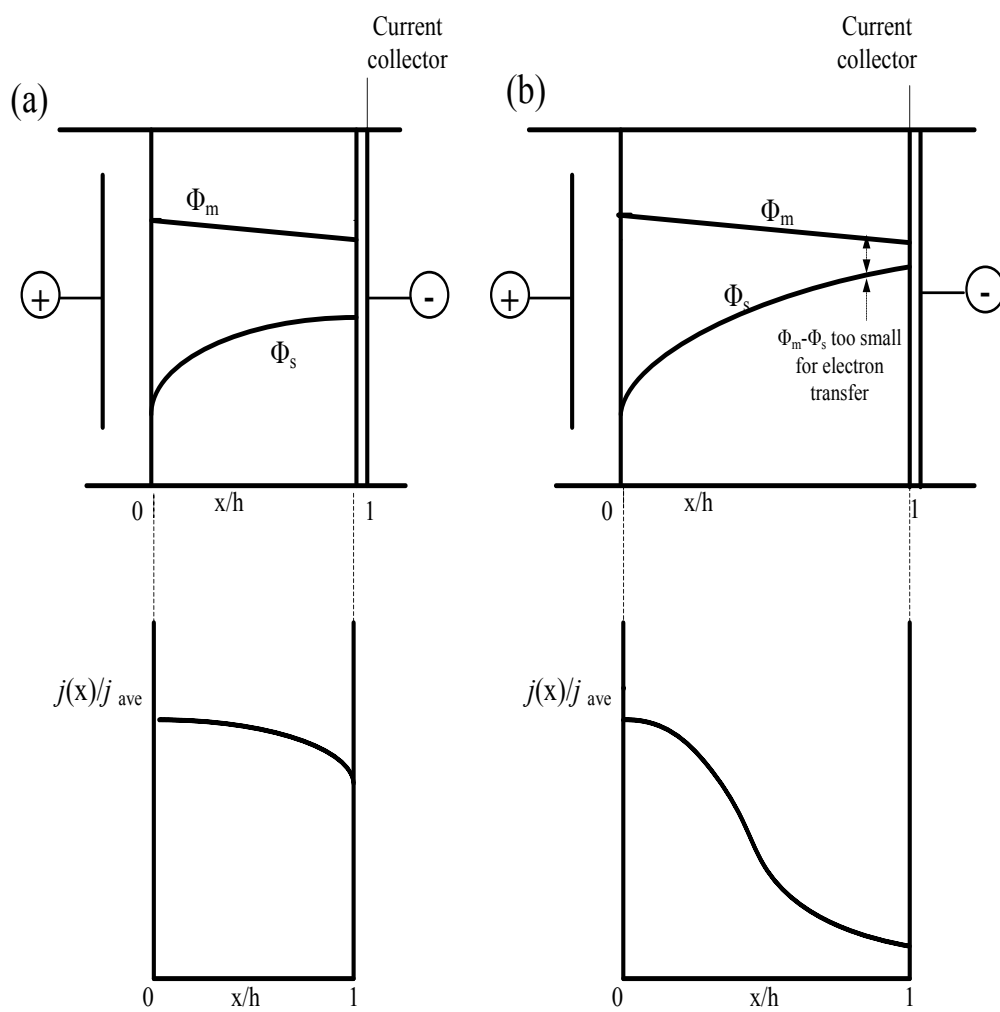 Current
collector
(a)
Φm
+
-
Φs
0
x/h
1
j(x)/j ave
0
x/h
1
Current
collector
(b)
Φm
+
-
Φs
Φm-Φs too small
for electron
transfer
0
x/h
1
j(x)/j ave
0
x/h
1